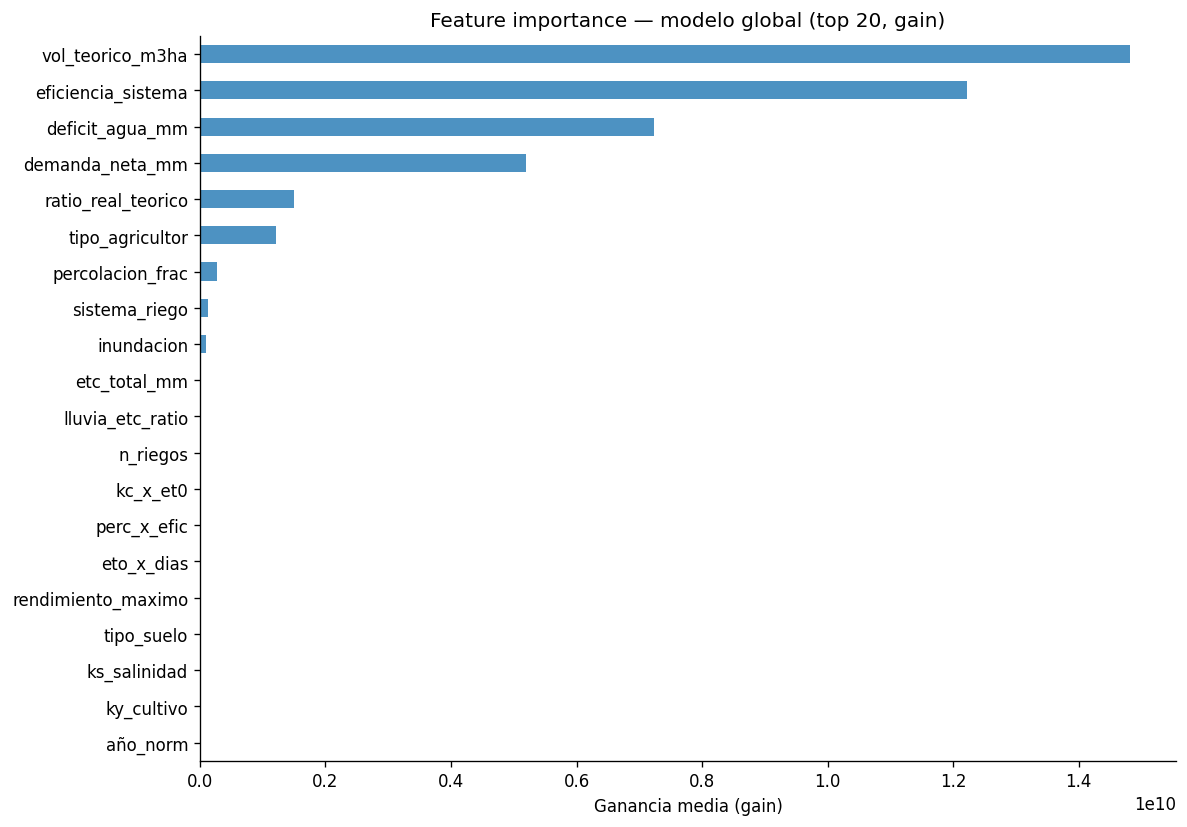 Feature importance — modelo global (top 20, gain)
vol_teorico_m3ha
eficiencia_sistema
deficit_agua_mm
demanda_neta_mm
ratio_real_teorico
tipo_agricultor
percolacion_frac
sistema_riego
inundacion
etc_total_mm
lluvia_etc_ratio
n_riegos
kc_x_et0
perc_x_efic
eto_x_dias
rendimiento_maximo
tipo_suelo
ks_salinidad
ky_cultivo
año_norm
0.0 0.2 0.4 0.6 0.8 1.0 1.2 1.4
1e10
Ganancia media (gain)